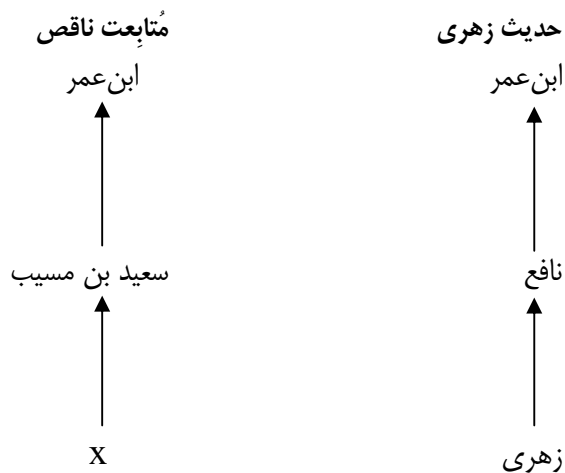 حدیث زهری
مُتابِعت ناقص
ابن‌عمر
ابن‌عمر
نافع
سعید بن مسیب
زهری
X